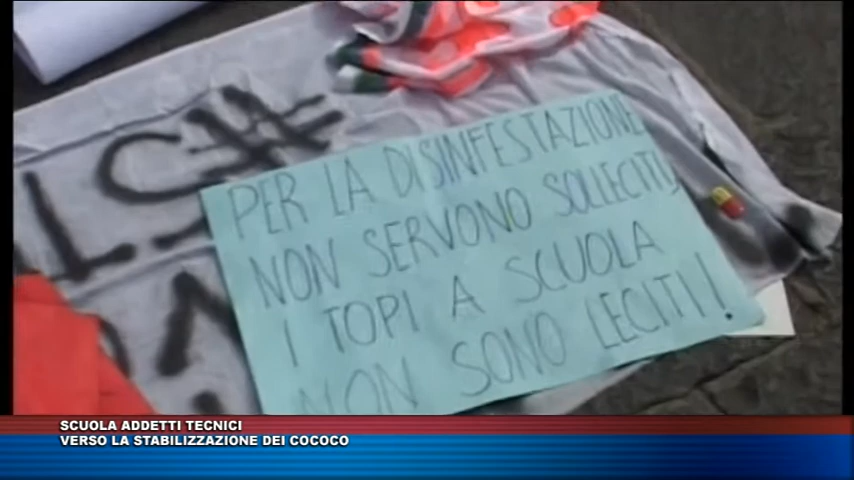 PER LA DISINFESTAZIONE
NON SERVONO SOLLECITI,
I TOPI A SCUOLA
NON SONO LECITI!
SCUOLA ADDETTI TECNICI
VERSO LA STABILIZZAZIONE DEI COCOCO